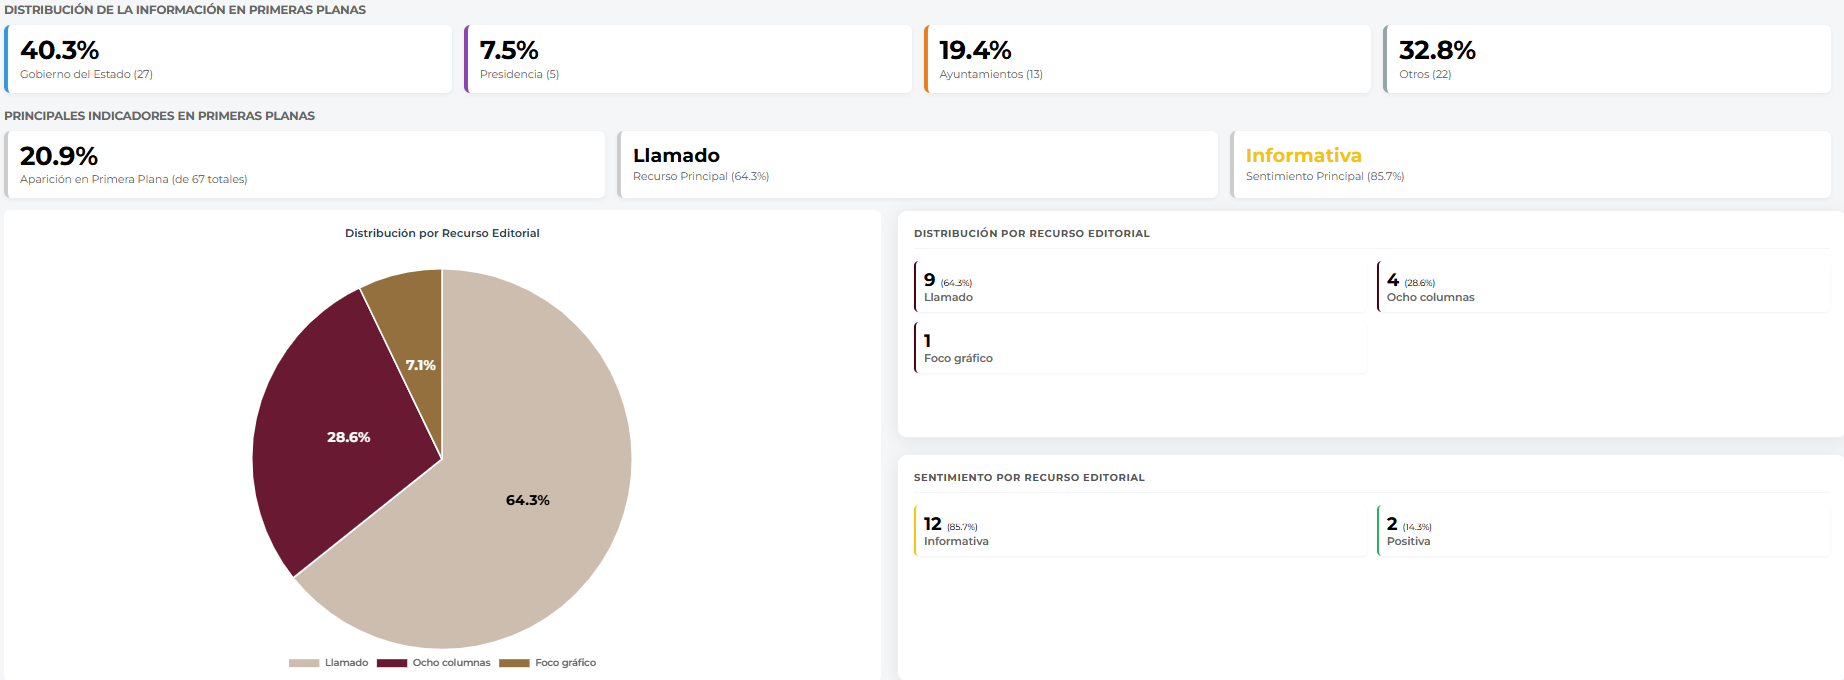 DISTRIBUCIÓN DE LA INFORMACIÓN EN PRIMERAS PLANAS
40.3%
Gobierno del Estado (27)
7.5%
Presidencia (5)
19.4%
Ayuntamientos (13)
32.8%
Otros (22)
PRINCIPALES INDICADORES EN PRIMERAS PLANAS
20.9%
Aparición en Primera Plana (de 67 totales)
Llamado
Recurso Principal (64.3%)
Informativa
Sentimiento Principal (85.7%)
Distribución por Recurso Editorial
7.1%
28.6%
64.3%
Llamado
Ocho columnas
Foco gráfico
DISTRIBUCIÓN POR RECURSO EDITORIAL
9 (64.3%)
Llamado
4 (28.6%)
Ocho columnas
1
Foco gráfico
SENTIMIENTO POR RECURSO EDITORIAL
12 (85.7%)
Informativa
2 (14.3%)
Positiva